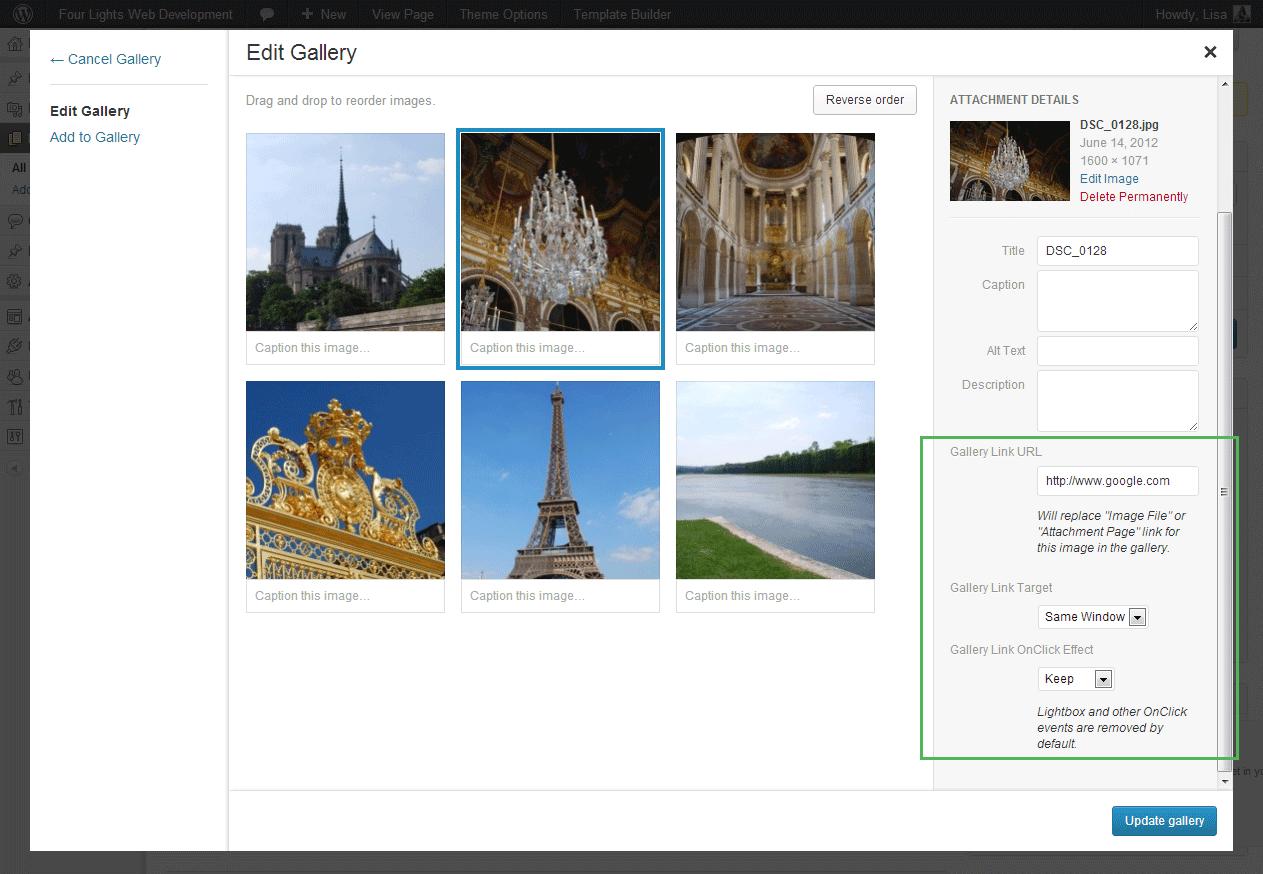 Four Lights Web Development
New
View Page
Theme Options
Template Builder
Howdy, Lisa
← Cancel Gallery
Edit Gallery
Add to Gallery
All
Edit Gallery
Drag and drop to reorder images.
Reverse order
Caption this image…
Caption this image…
Caption this image…
Caption this image…
Caption this image…
Caption this image…
ATTACHMENT DETAILS
DSC_0128.jpg
June 14, 2012
1600 × 1071
Edit Image
Delete Permanently
Title
DSC_0128
Caption
Alt Text
Description
Gallery Link URL
http://www.google.com
Will replace "Image File" or
"Attachment Page" link for
this image in the gallery.
Gallery Link Target
Same Window
Gallery Link OnClick Effect
Keep
Lightbox and other OnClick
events are removed by
default.
Update gallery